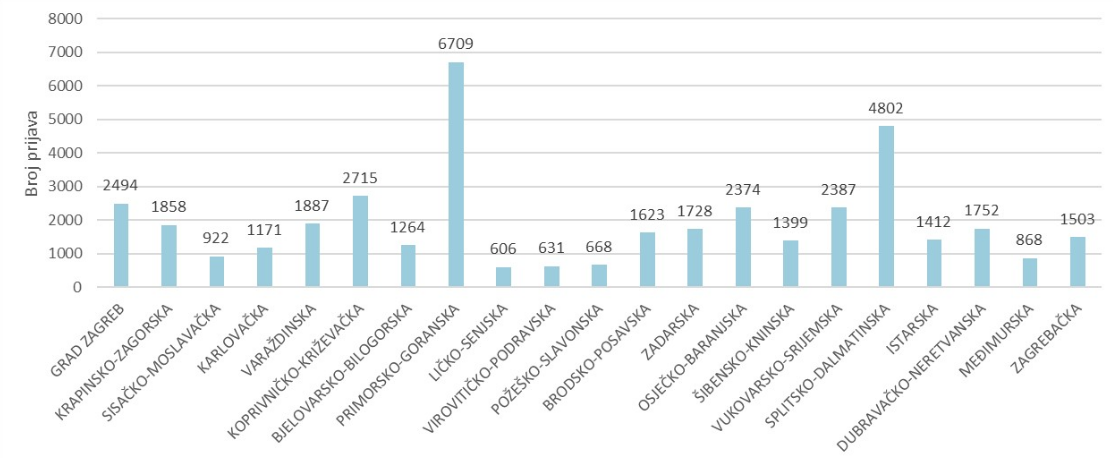 8000
7000
6000
5000
4000
3000
2000
1000
0
Broj prijava
2494
1858
922
1171
1887
2715
1264
6709
606
631
668
1623
1728
2374
1399
2387
4802
1412
1752
868
1503
GRAD ZAGREB
KRAPINSKO-ZAGORSKA
SISAČKO-MOSLAVAČKA
KARLOVAČKA
VARAŽDINSKA
KOPRIVNIČKO-KRIŽEVAČKA
BJELOVARSKO-BILOGORSKA
PRIMORSKO-GORANSKA
LIČKO-SENJSKA
VIROVITIČKO-PODRAVSKA
POŽEŠKO-SLAVONSKA
BRODSKO-POSAVSKA
ZADARSKA
OSJEČKO-BARANJSKA
ŠIBENSKO-KNINSKA
VUKOVARSKO-SRIJEMSKA
SPLITSKO-DALMATINSKA
ISTARSKA
DUBRAVAČKO-NERETVANSKA
MEĐIMURSKA
ZAGREBAČKA